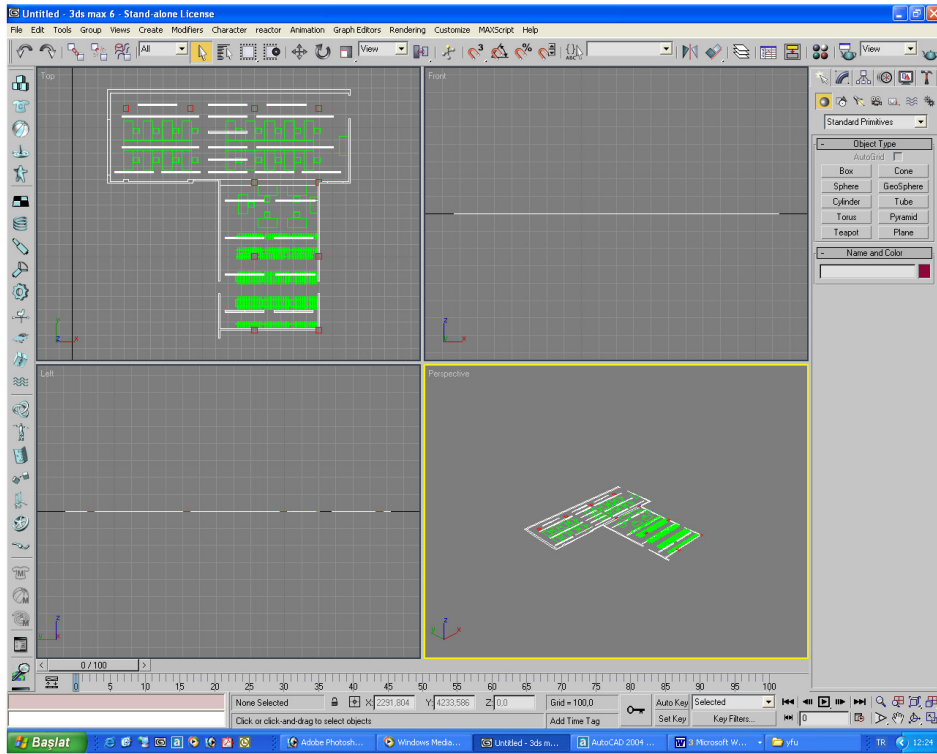 Untitled - 3ds max 6 - Stand-alone License
File Edit Tools Group Views Create Modifiers Character reactor Animation Graph Editors Rendering Customize MAXScript Help
All View View
Top Front
Standard Primitives
- Object Type
AutoGrid
Box Cone
Sphere GeoSphere
Cylinder Tube
Torus Pyramid
Teapot Plane
- Name and Color
Left Perspective
< 0 / 100 >
0 5 10 15 20 25 30 35 40 45 50 55 60 65 70 75 80 85 90 95 100
None Selected X: 2291,804 Y: 4233,586 Z: 0,0 Grid = 100,0 Auto Key Selected
Click or click-and-drag to select objects Add Time Tag Set Key Key Filters... 0
Başlat Adobe Photosh... Windows Media... Untitled - 3ds m... AutoCAD 2004 ... 3 Microsoft W... yfu TR 12:24